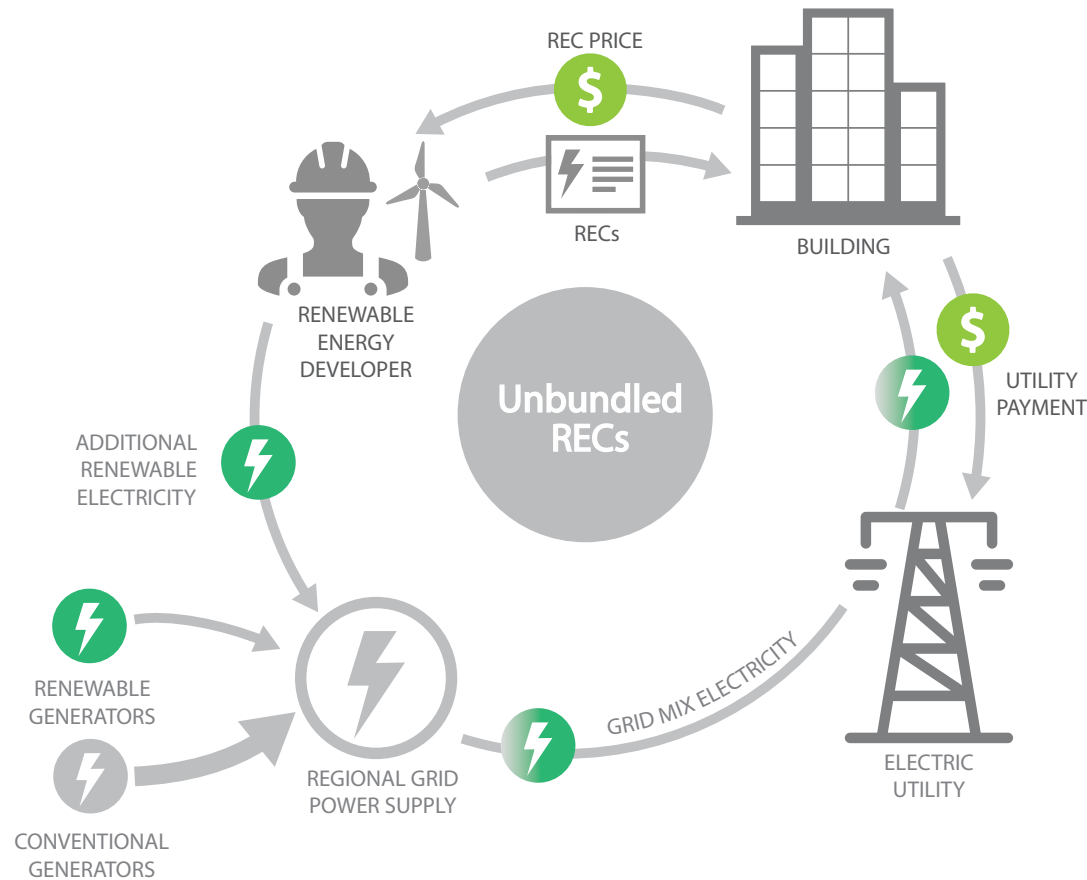 REC PRICE
$
RECs
BUILDING
RENEWABLE
ENERGY
DEVELOPER
Unbundled
RECs
$
UTILITY
PAYMENT
ADDITIONAL
RENEWABLE
ELECTRICITY
RENEWABLE
GENERATORS
GRID MIX ELECTRICITY
REGIONAL GRID
POWER SUPPLY
ELECTRIC
UTILITY
CONVENTIONAL
GENERATORS